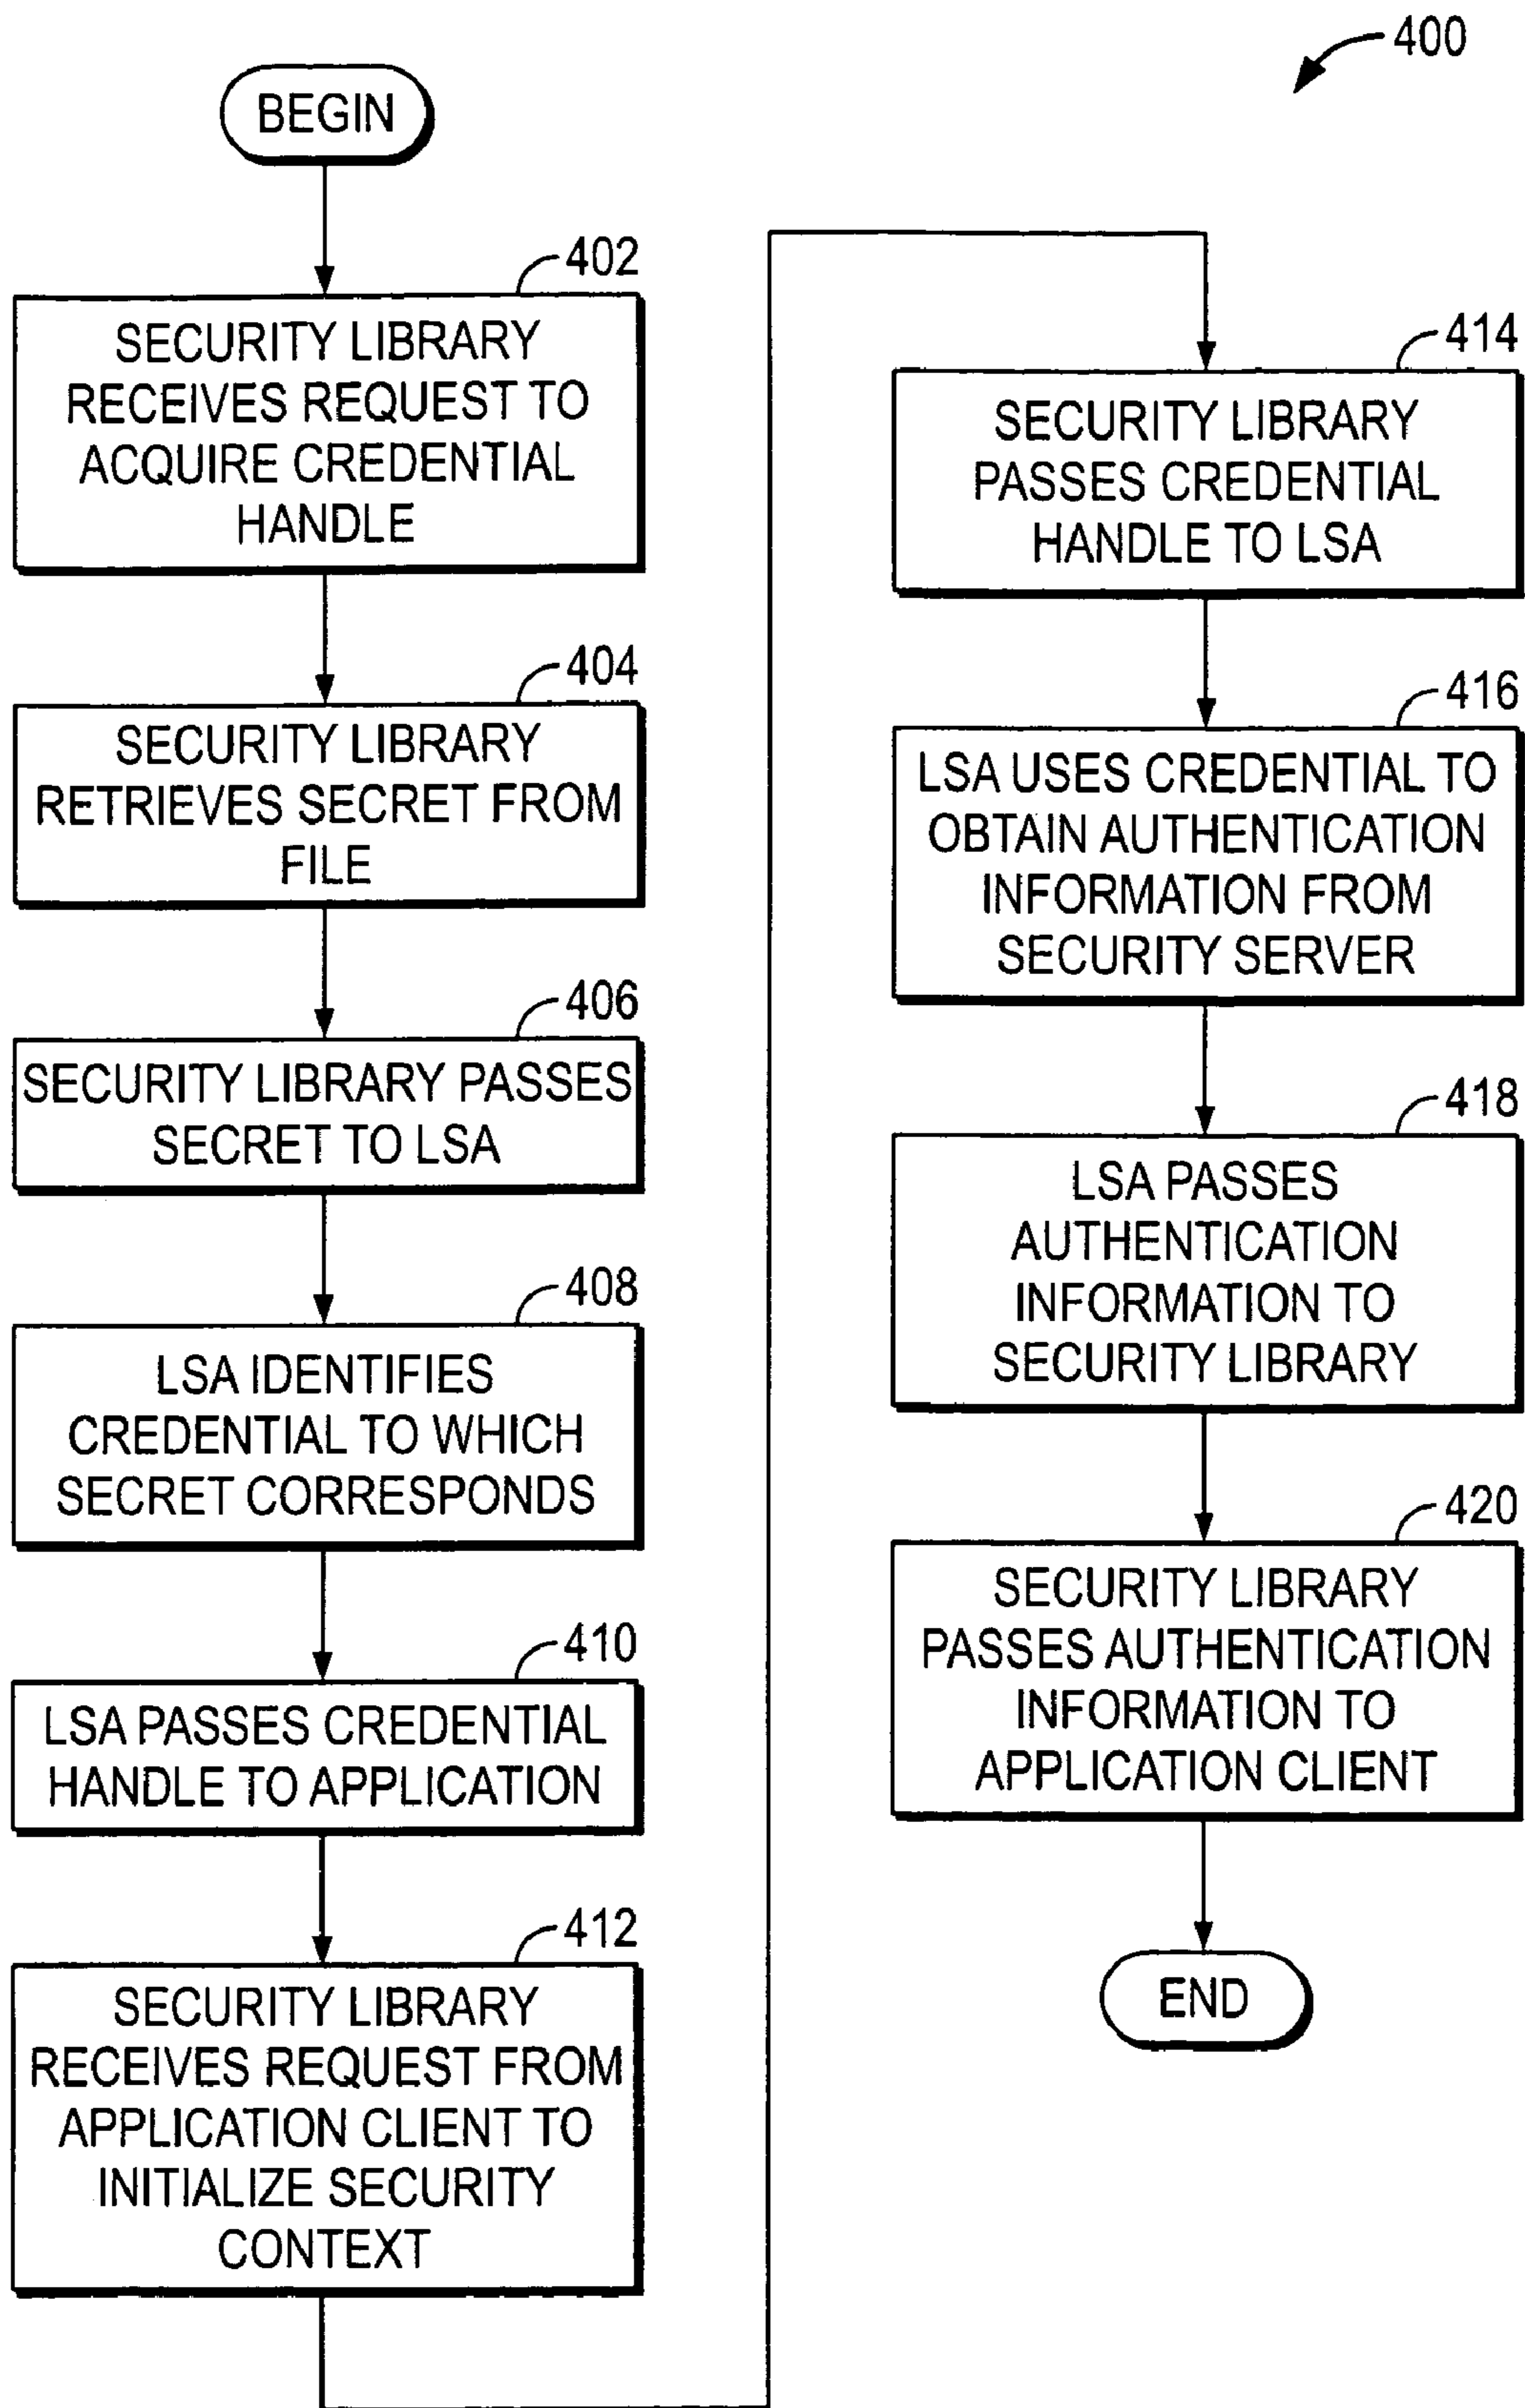 400
BEGIN
402
SECURITY LIBRARY
RECEIVES REQUEST TO
ACQUIRE CREDENTIAL
HANDLE
404
SECURITY LIBRARY
RETRIEVES SECRET FROM
FILE
406
SECURITY LIBRARY PASSES
SECRET TO LSA
408
LSA IDENTIFIES
CREDENTIAL TO WHICH
SECRET CORRESPONDS
410
LSA PASSES CREDENTIAL
HANDLE TO APPLICATION
412
SECURITY LIBRARY
RECEIVES REQUEST FROM
APPLICATION CLIENT TO
INITIALIZE SECURITY
CONTEXT
414
SECURITY LIBRARY
PASSES CREDENTIAL
HANDLE TO LSA
416
LSA USES CREDENTIAL TO
OBTAIN AUTHENTICATION
INFORMATION FROM
SECURITY SERVER
418
LSA PASSES
AUTHENTICATION
INFORMATION TO
SECURITY LIBRARY
420
SECURITY LIBRARY
PASSES AUTHENTICATION
INFORMATION TO
APPLICATION CLIENT
END